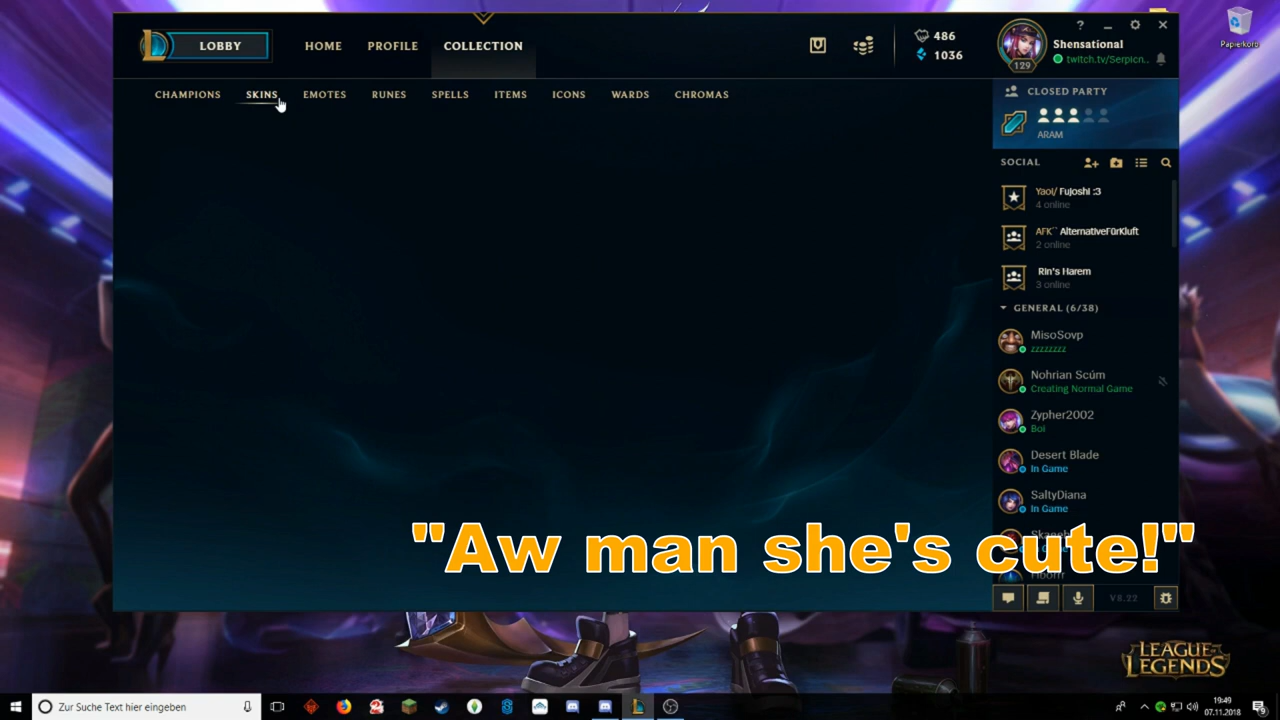 LOBBY
HOME
PROFILE
COLLECTION
486
1036
129
Shensational
twitch.tv/Serpicn..
?
Papierkorb
CHAMPIONS
SKINS
EMOTES
RUNES
SPELLS
ITEMS
ICONS
WARDS
CHROMAS
CLOSED PARTY
ARAM
SOCIAL
Yaoi/ Fujoshi :3
4 online
AFK`` AlternativeFürKluft
2 online
Rin's Harem
3 online
GENERAL (6/38)
MisoSovp
zzzzzzzz
Nohrian Scúm
Creating Normal Game
Zypher2002
Boi
Desert Blade
In Game
SaltyDiana
In Game
"Aw man she's cute!"
V8.22
LEAGUE OF LEGENDS
Zur Suche Text hier eingeben
19:49
07.11.2018